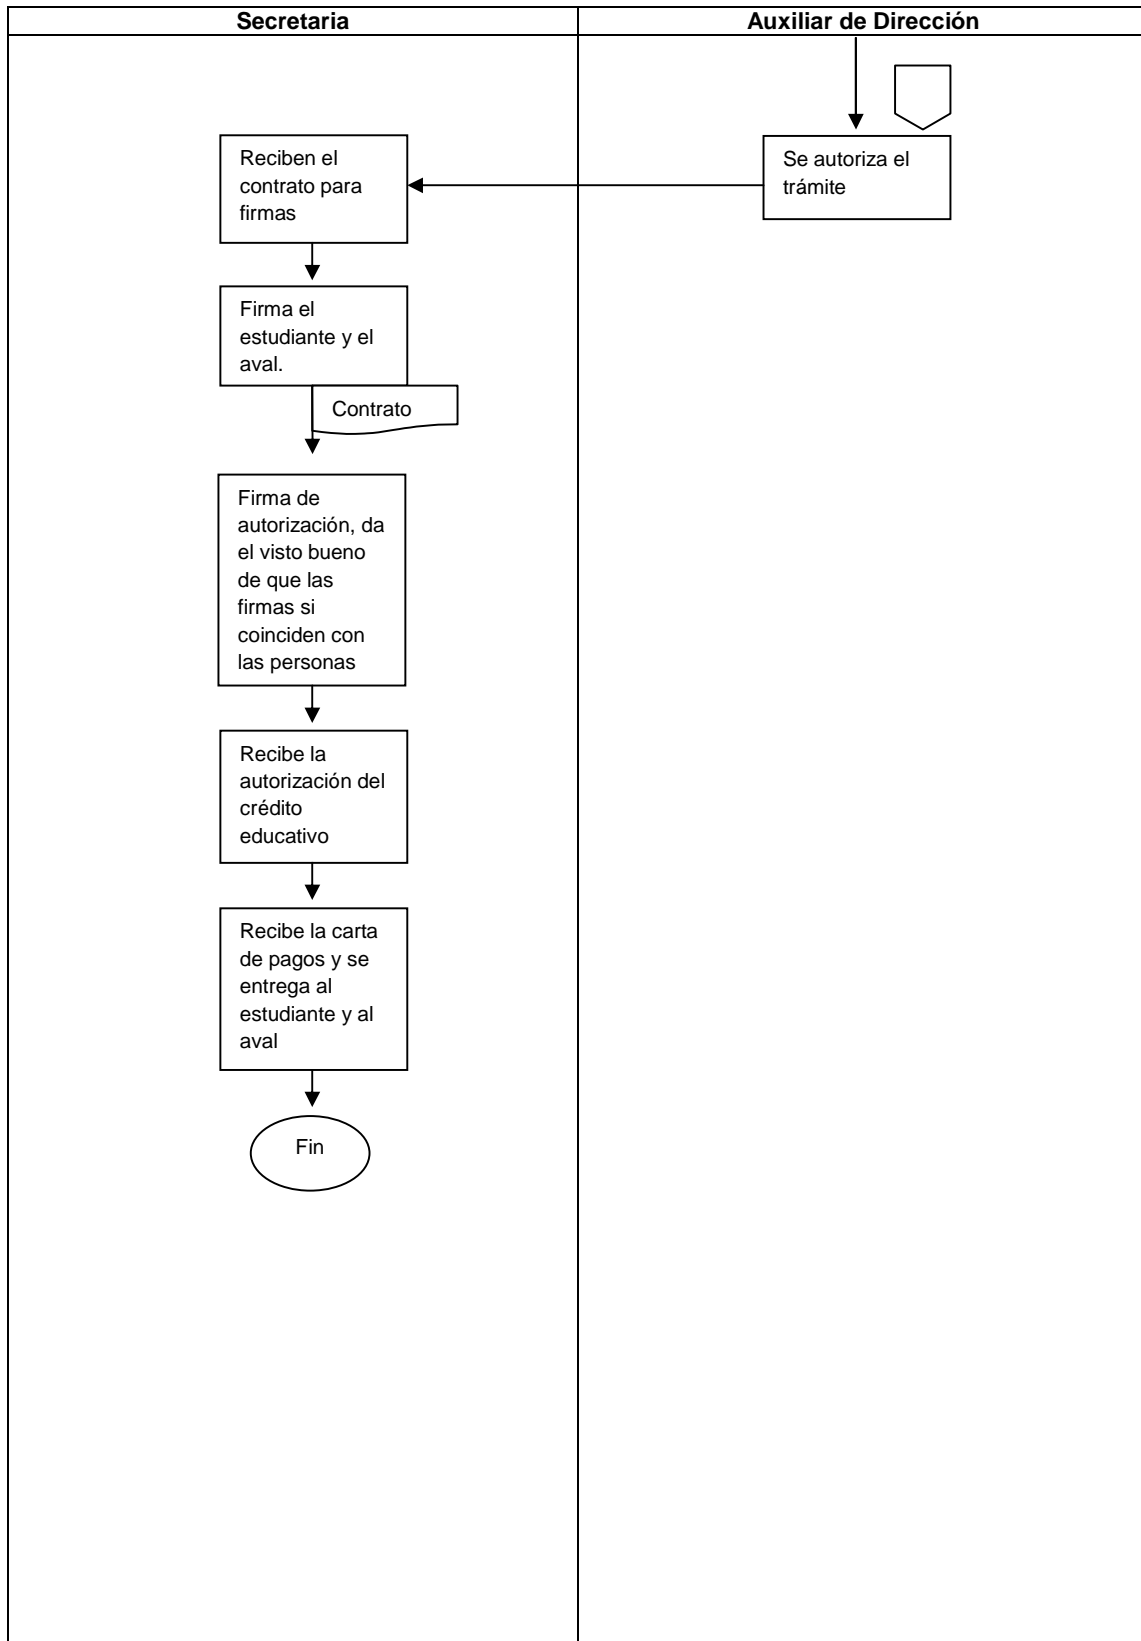 Secretaria
Auxiliar de Dirección
Se autoriza el
trámite
Reciben el
contrato para
firmas
Firma el
estudiante y el
aval.
Contrato
Firma de
autorización, da
el visto bueno
de que las
firmas si
coinciden con
las personas
Recibe la
autorización del
crédito
educativo
Recibe la carta
de pagos y se
entrega al
estudiante y al
aval
Fin